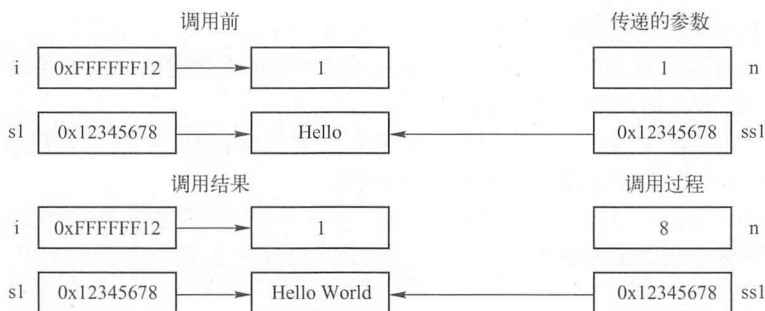 调用前 传递的参数
i 0xFFFFFF12 1 1 n
s1 0x12345678 Hello 0x12345678 ss1
调用结果 调用过程
i 0xFFFFFF12 1 8 n
s1 0x12345678 Hello World 0x12345678 ss1